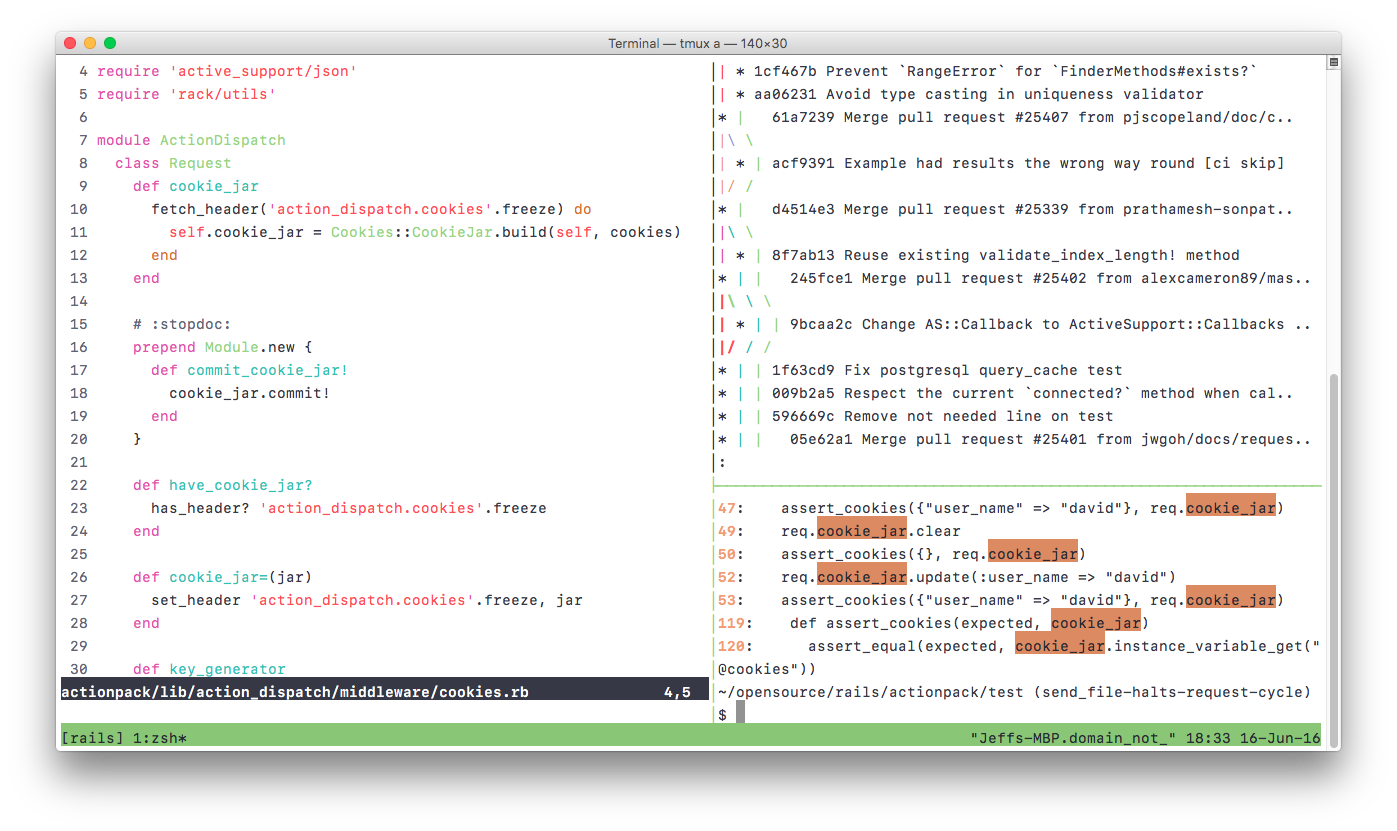 Terminal — tmux a — 140×30
4 require 'active_support/json'
5 require 'rack/utils'
6
7 module ActionDispatch
8   class Request
9     def cookie_jar
10       fetch_header('action_dispatch.cookies'.freeze) do
11         self.cookie_jar = Cookies::CookieJar.build(self, cookies)
12       end
13     end
14
15     # :stopdoc:
16     prepend Module.new {
17       def commit_cookie_jar!
18         cookie_jar.commit!
19       end
20     }
21
22     def have_cookie_jar?
23       has_header? 'action_dispatch.cookies'.freeze
24     end
25
26     def cookie_jar=(jar)
27       set_header 'action_dispatch.cookies'.freeze, jar
28     end
29
30     def key_generator
actionpack/lib/action_dispatch/middleware/cookies.rb 4,5
| * 1cf467b Prevent `RangeError` for `FinderMethods#exists?`
| * aa06231 Avoid type casting in uniqueness validator
* |   61a7239 Merge pull request #25407 from pjscopeland/doc/c..
|\ \
| * | acf9391 Example had results the wrong way round [ci skip]
|/ /
* |   d4514e3 Merge pull request #25339 from prathamesh-sonpat..
|\ \
| * | 8f7ab13 Reuse existing validate_index_length! method
* | |   245fce1 Merge pull request #25402 from alexcameron89/mas..
|\ \ \
| * | | 9bcaa2c Change AS::Callback to ActiveSupport::Callbacks ..
|/ / /
* | | 1f63cd9 Fix postgresql query_cache test
* | | 009b2a5 Respect the current `connected?` method when cal..
* | | 596669c Remove not needed line on test
* | |   05e62a1 Merge pull request #25401 from jwgoh/docs/reques..
:
47:    assert_cookies({"user_name" => "david"}, req.cookie_jar)
49:    req.cookie_jar.clear
50:    assert_cookies({}, req.cookie_jar)
52:    req.cookie_jar.update(:user_name => "david")
53:    assert_cookies({"user_name" => "david"}, req.cookie_jar)
119:    def assert_cookies(expected, cookie_jar)
120:      assert_equal(expected, cookie_jar.instance_variable_get("
@cookies"))
~/opensource/rails/actionpack/test (send_file-halts-request-cycle)
$
[rails] 1:zsh* "Jeffs-MBP.domain_not_" 18:33 16-Jun-16